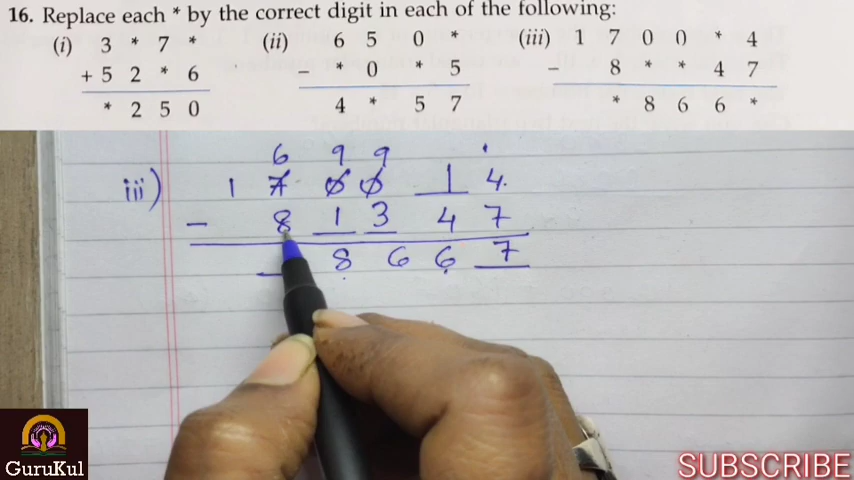 16. Replace each * by the correct digit in each of the following:
(i) 3 * 7 * (ii) 6 5 0 * (iii) 1 7 0 0 * 4
+ 5 2 * 6 − * 0 * 5 − 8 * * 4 7
* 2 5 0 4 * 5 7 * 8 6 6 *
6 9 9
iii) 1 7 0 0 1 4.
− 8 1 3 4 7
8 6 6 7
GuruKul
SUBSCRIBE